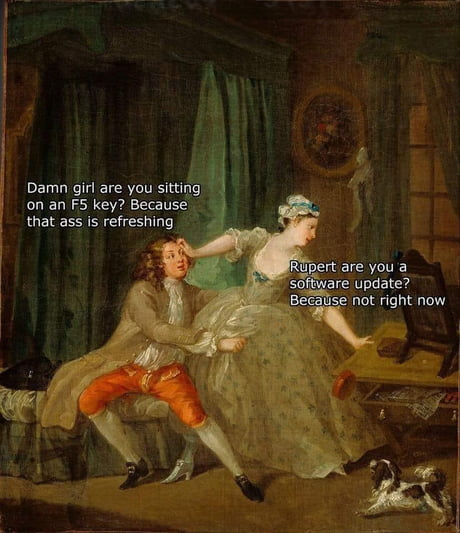 Damn girl are you sitting
on an F5 key? Because
that ass is refreshing
Rupert are you a
software update?
Because not right now